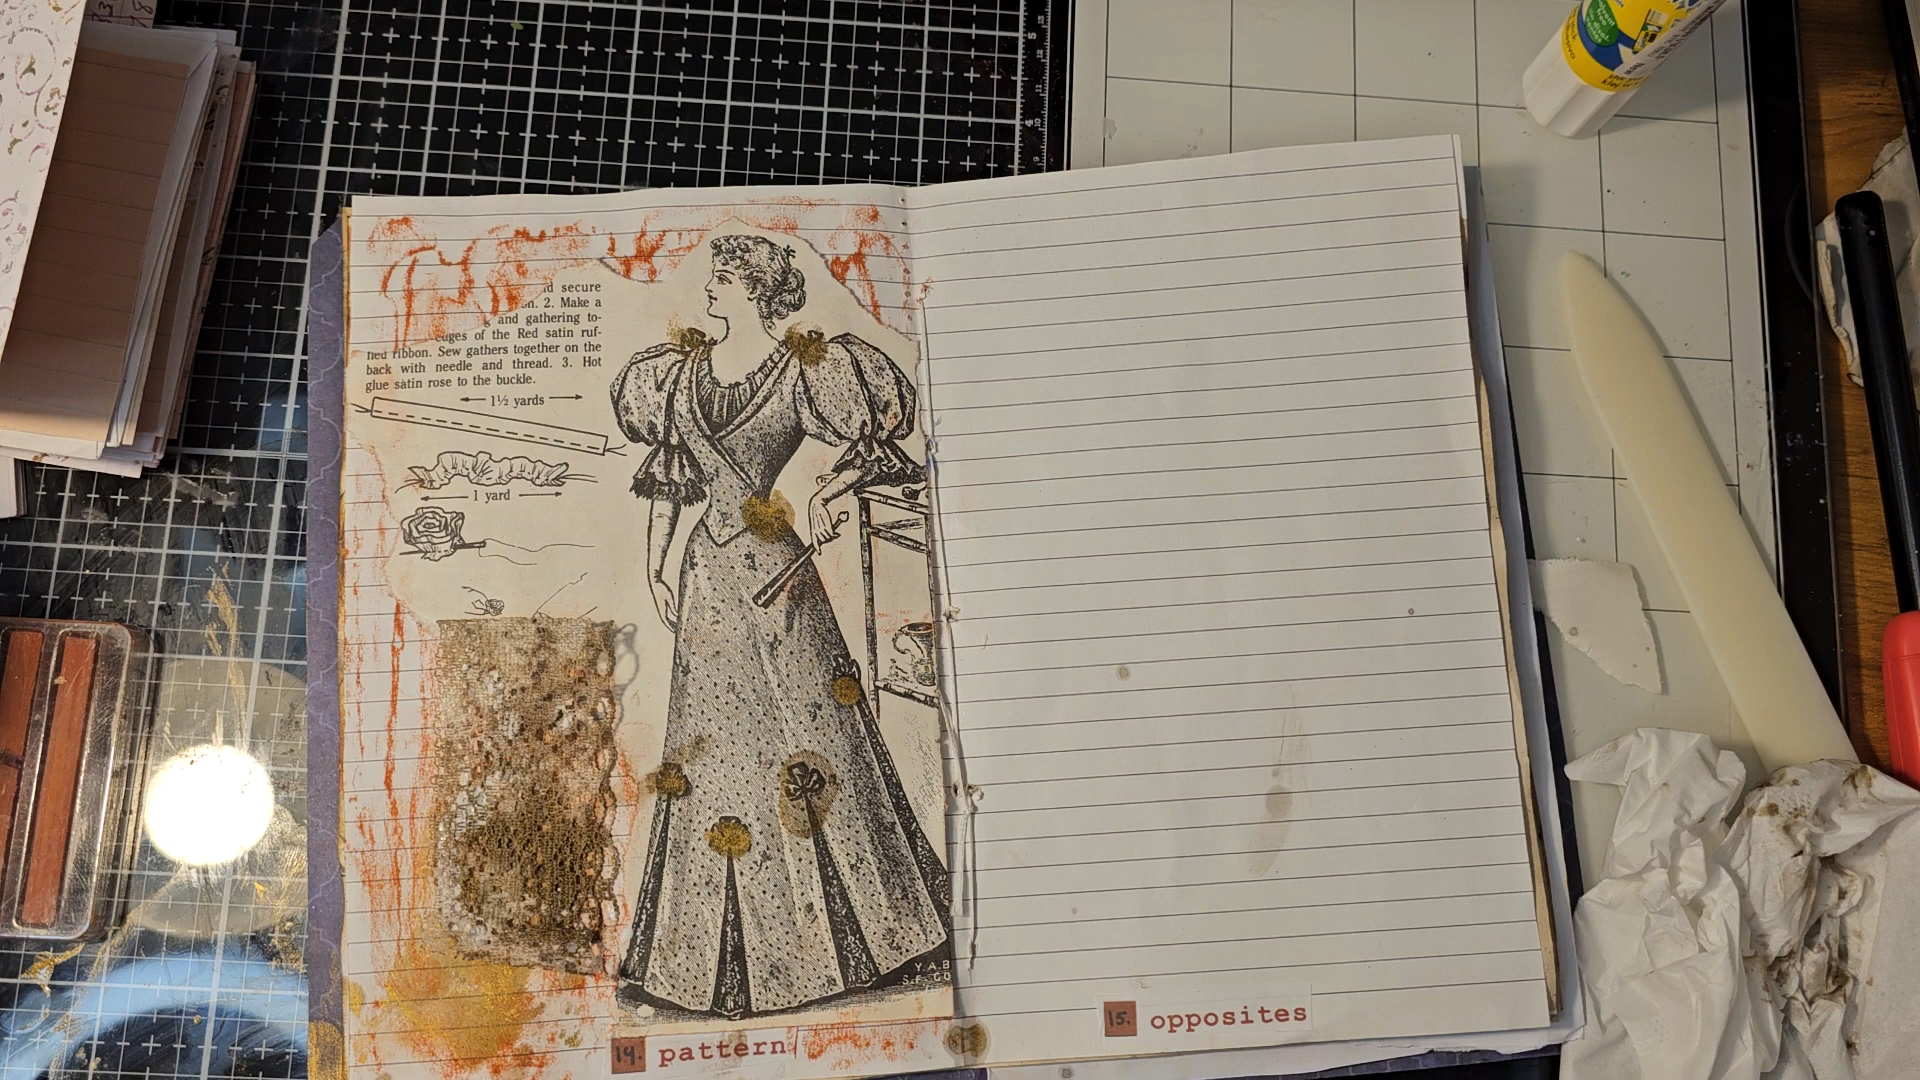 d secure
n. 2. Make a
and gathering to-
edges of the Red satin ruf-
fled ribbon. Sew gathers together on the
back with needle and thread. 3. Hot
glue satin rose to the buckle.
1½ yards
1 yard
Y.A.B
14. pattern
15. opposites